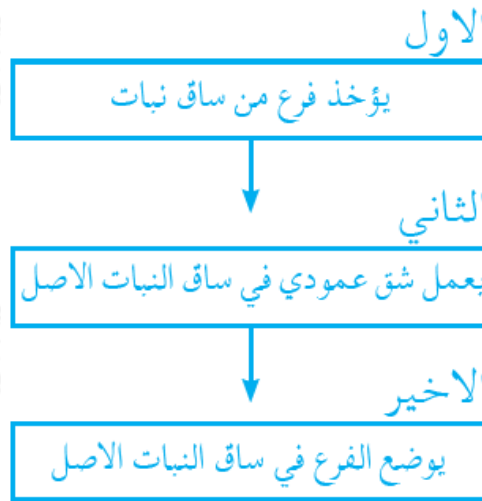 الاول
يؤخذ فرع من ساق نبات
الثاني
يعمل شق عمودي في ساق النبات الاصل
الاخير
يوضع الفرع في ساق النبات الاصل